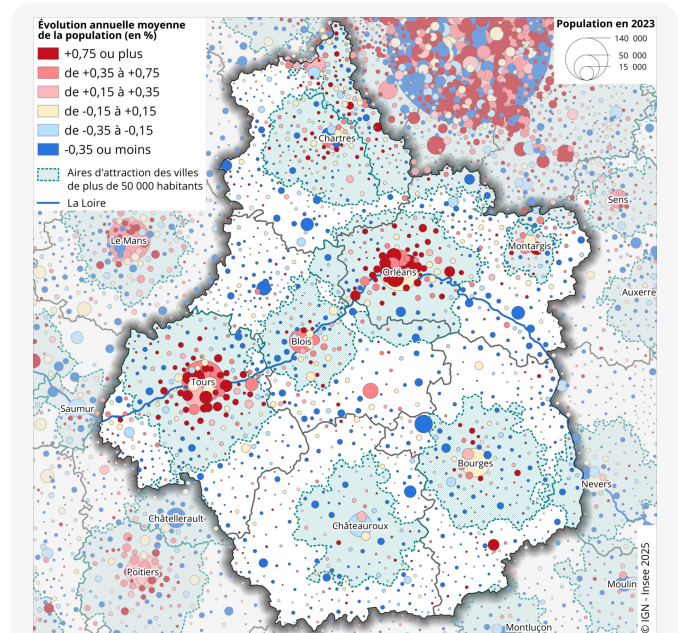 Évolution annuelle moyenne
de la population (en %)
+0,75 ou plus
de +0,35 à +0,75
de +0,15 à +0,35
de -0,15 à +0,15
de -0,35 à -0,15
-0,35 ou moins
Aires d'attraction des villes
de plus de 50 000 habitants
La Loire
Population en 2023
140 000
50 000
15 000
Chartres
Sens
Le Mans
Montargis
Orléans
Auxerre
Blois
Tours
Saumur
Bourges
Nevers
Châtellerault
Châteauroux
Poitiers
Moulin
Montluçon
© IGN - Insee 2025